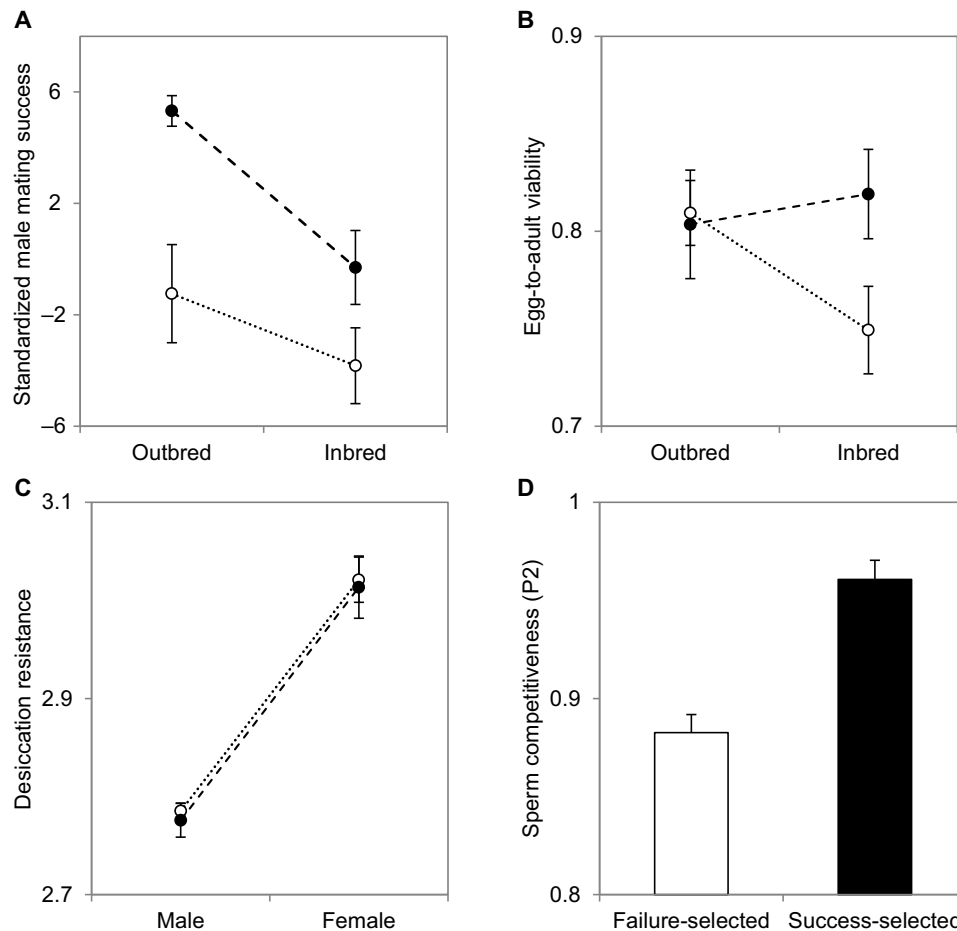 A
Standardized male mating success
6
2
–2
–6
Outbred
Inbred
B
Egg-to-adult viability
0.9
0.8
0.7
Outbred
Inbred
C
Desiccation resistance
3.1
2.9
2.7
Male
Female
D
Sperm competitiveness (P2)
1
0.9
0.8
Failure-selected
Success-selected